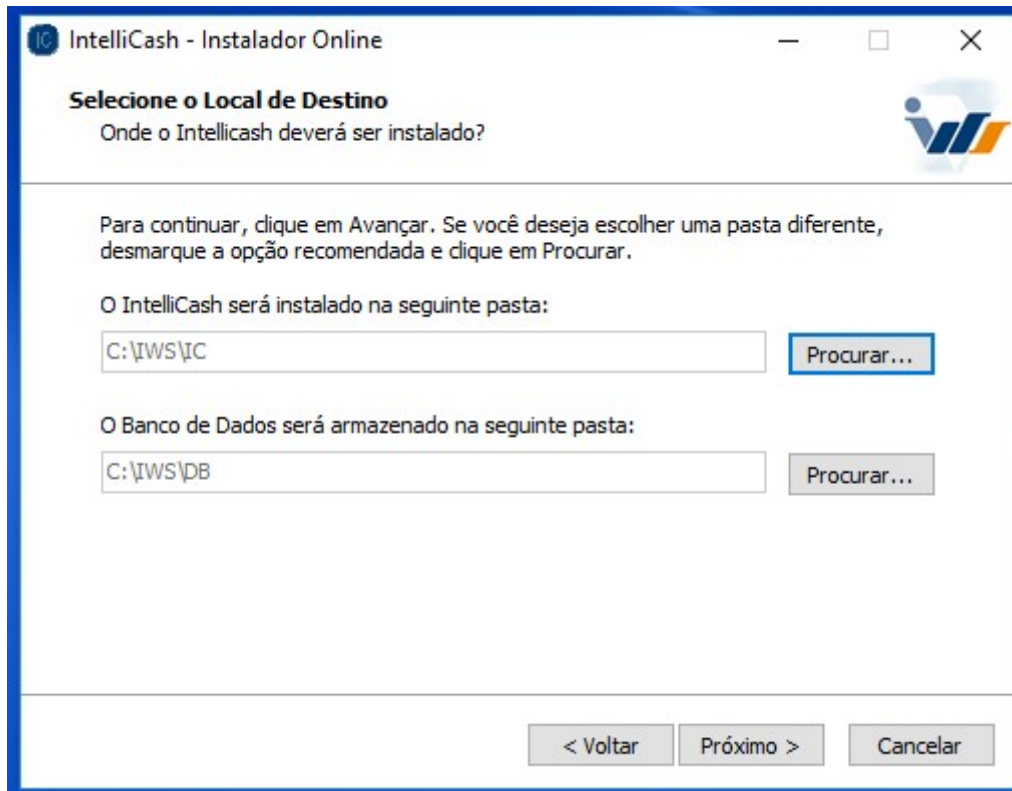 IC IntelliCash - Instalador Online
Selecione o Local de Destino
Onde o Intellicash deverá ser instalado?
iws
Para continuar, clique em Avançar. Se você deseja escolher uma pasta diferente,
desmarque a opção recomendada e clique em Procurar.
O IntelliCash será instalado na seguinte pasta:
C:\IWS\IC
Procurar...
O Banco de Dados será armazenado na seguinte pasta:
C:\IWS\DB
Procurar...
< Voltar
Próximo >
Cancelar